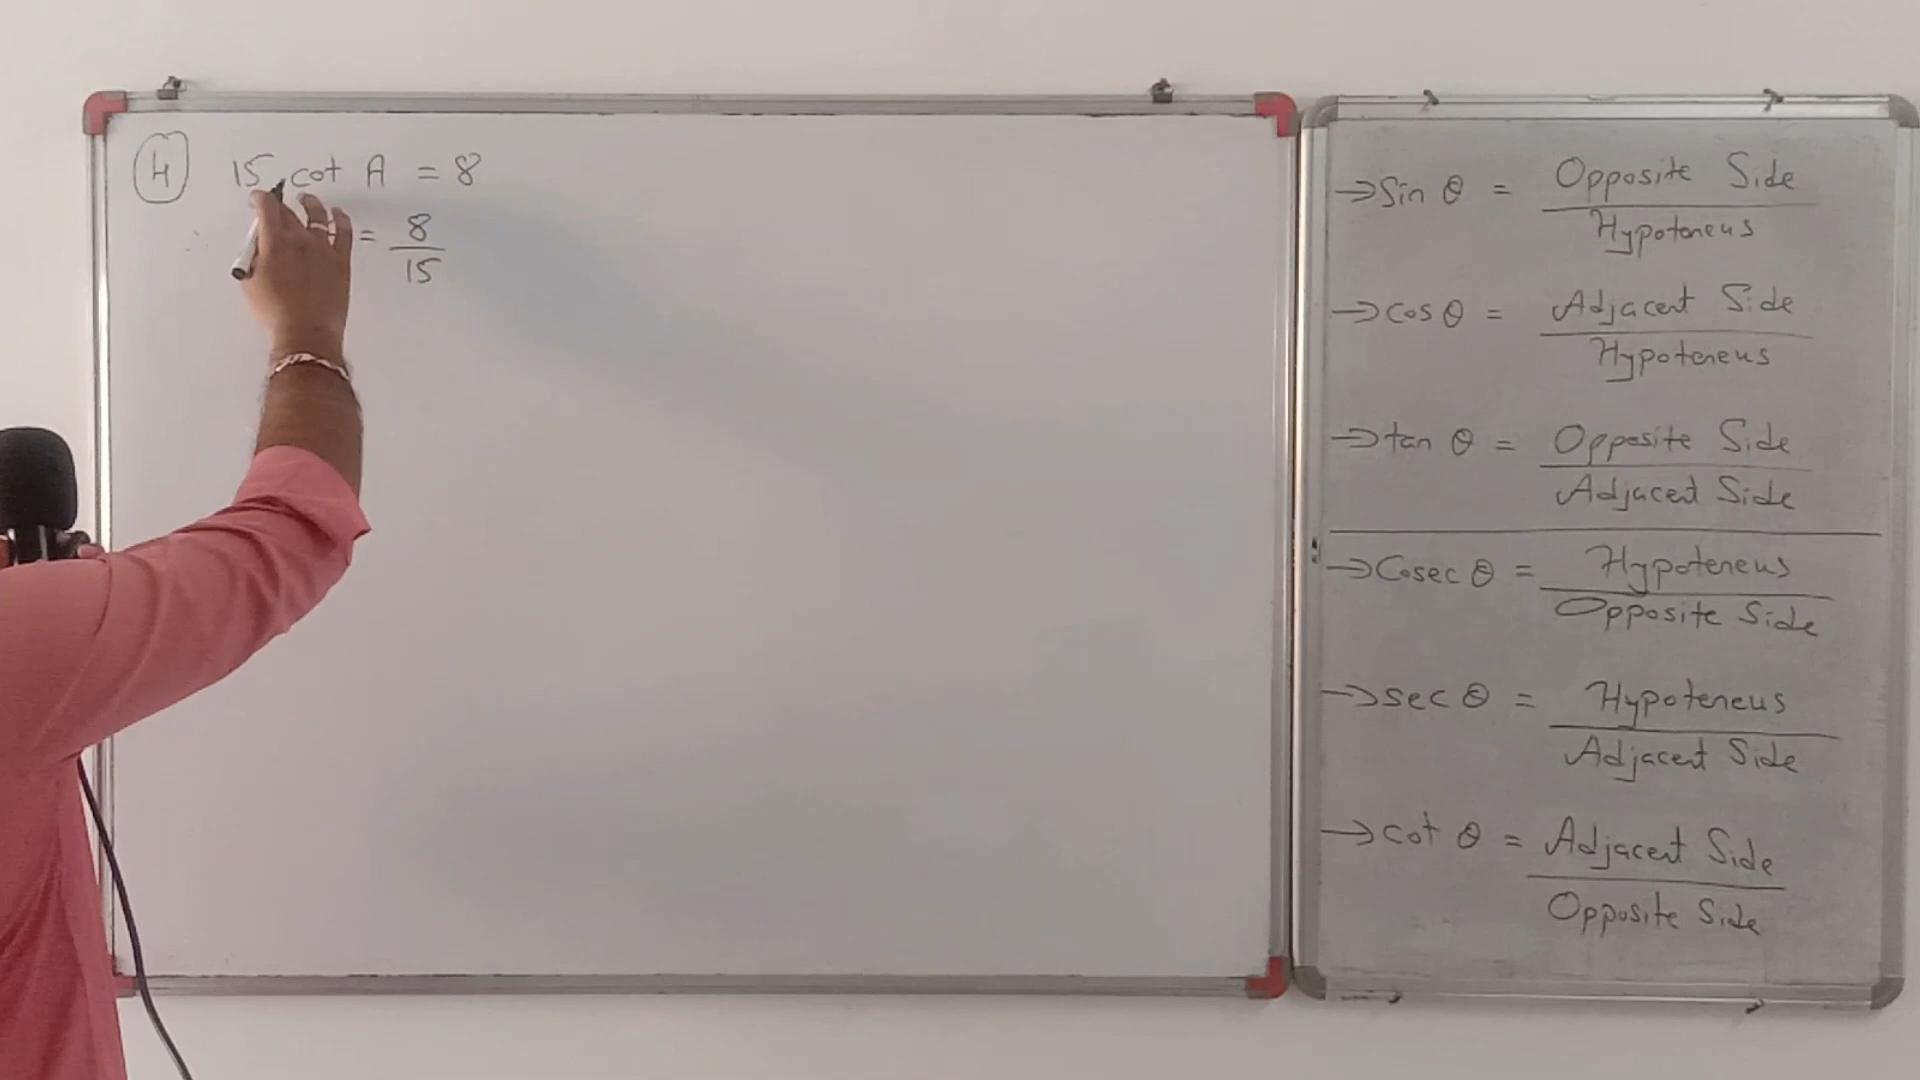 4 15 cot A = 8
∴ = 8
15
→ Sin θ = Opposite Side
Hypoteneus
→ cos θ = Adjacent Side
Hypoteneus
→ tan θ = Opposite Side
Adjacent Side
→ Cosec θ = Hypoteneus
Opposite Side
→ sec θ = Hypoteneus
Adjacent Side
→ cot θ = Adjacent Side
Opposite Side